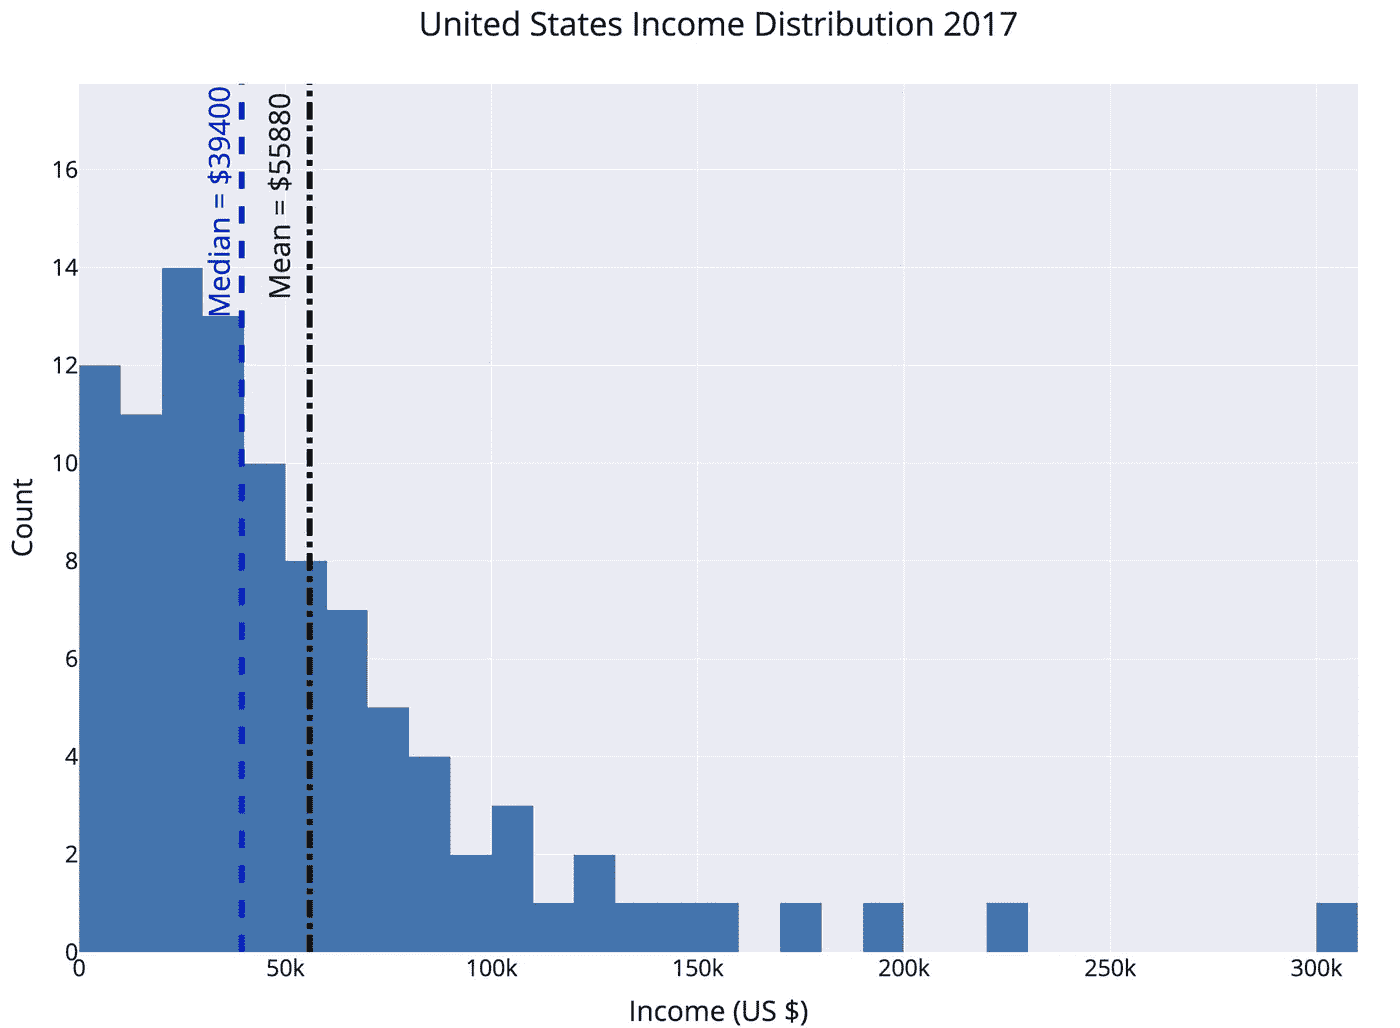 United States Income Distribution 2017
Median = $39400
Mean = $55880
16
14
12
10
8
6
4
2
0
Count
0 50k 100k 150k 200k 250k 300k
Income (US $)